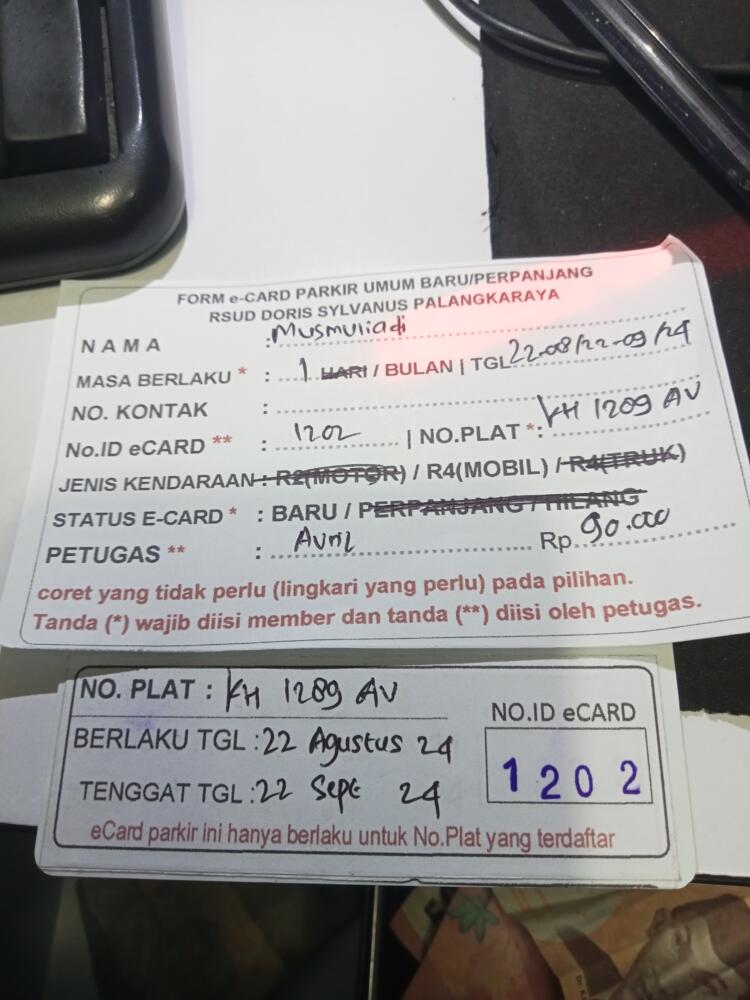 FORM e-CARD PARKIR UMUM BARU/PERPANJANG
RSUD DORIS SYLVANUS PALANGKARAYA
NAMA : Musmuliadi
MASA BERLAKU * : 1 HARI / BULAN | TGL 22-08/22-09/24
NO. KONTAK :
No.ID eCARD ** : 1202 | NO.PLAT *: KH 1289 AV
JENIS KENDARAAN : R2(MOTOR) / R4(MOBIL) / R4(TRUK)
STATUS E-CARD * : BARU / PERPANJANG / HILANG
PETUGAS ** : Avril Rp 90.000
coret yang tidak perlu (lingkari yang perlu) pada pilihan.
Tanda (*) wajib diisi member dan tanda (**) diisi oleh petugas.
NO. PLAT : KH 1289 AV
BERLAKU TGL : 22 Agustus 24
TENGGAT TGL : 22 Sept 24
NO.ID eCARD
1202
eCard parkir ini hanya berlaku untuk No.Plat yang terdaftar